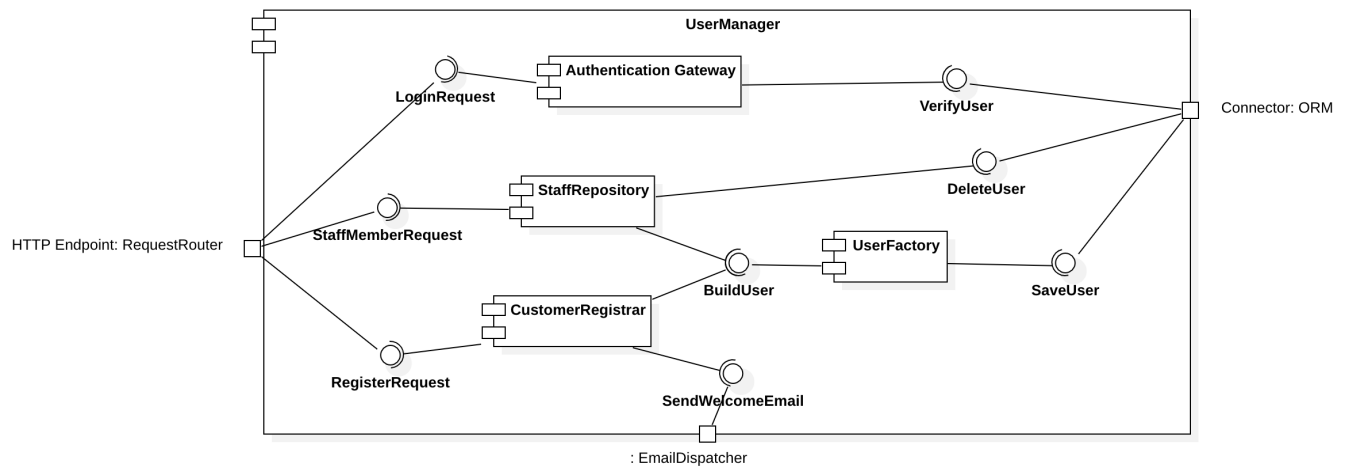 UserManager
Authentication Gateway
LoginRequest
VerifyUser
Connector: ORM
StaffRepository
DeleteUser
StaffMemberRequest
HTTP Endpoint: RequestRouter
UserFactory
BuildUser
SaveUser
CustomerRegistrar
RegisterRequest
SendWelcomeEmail
: EmailDispatcher